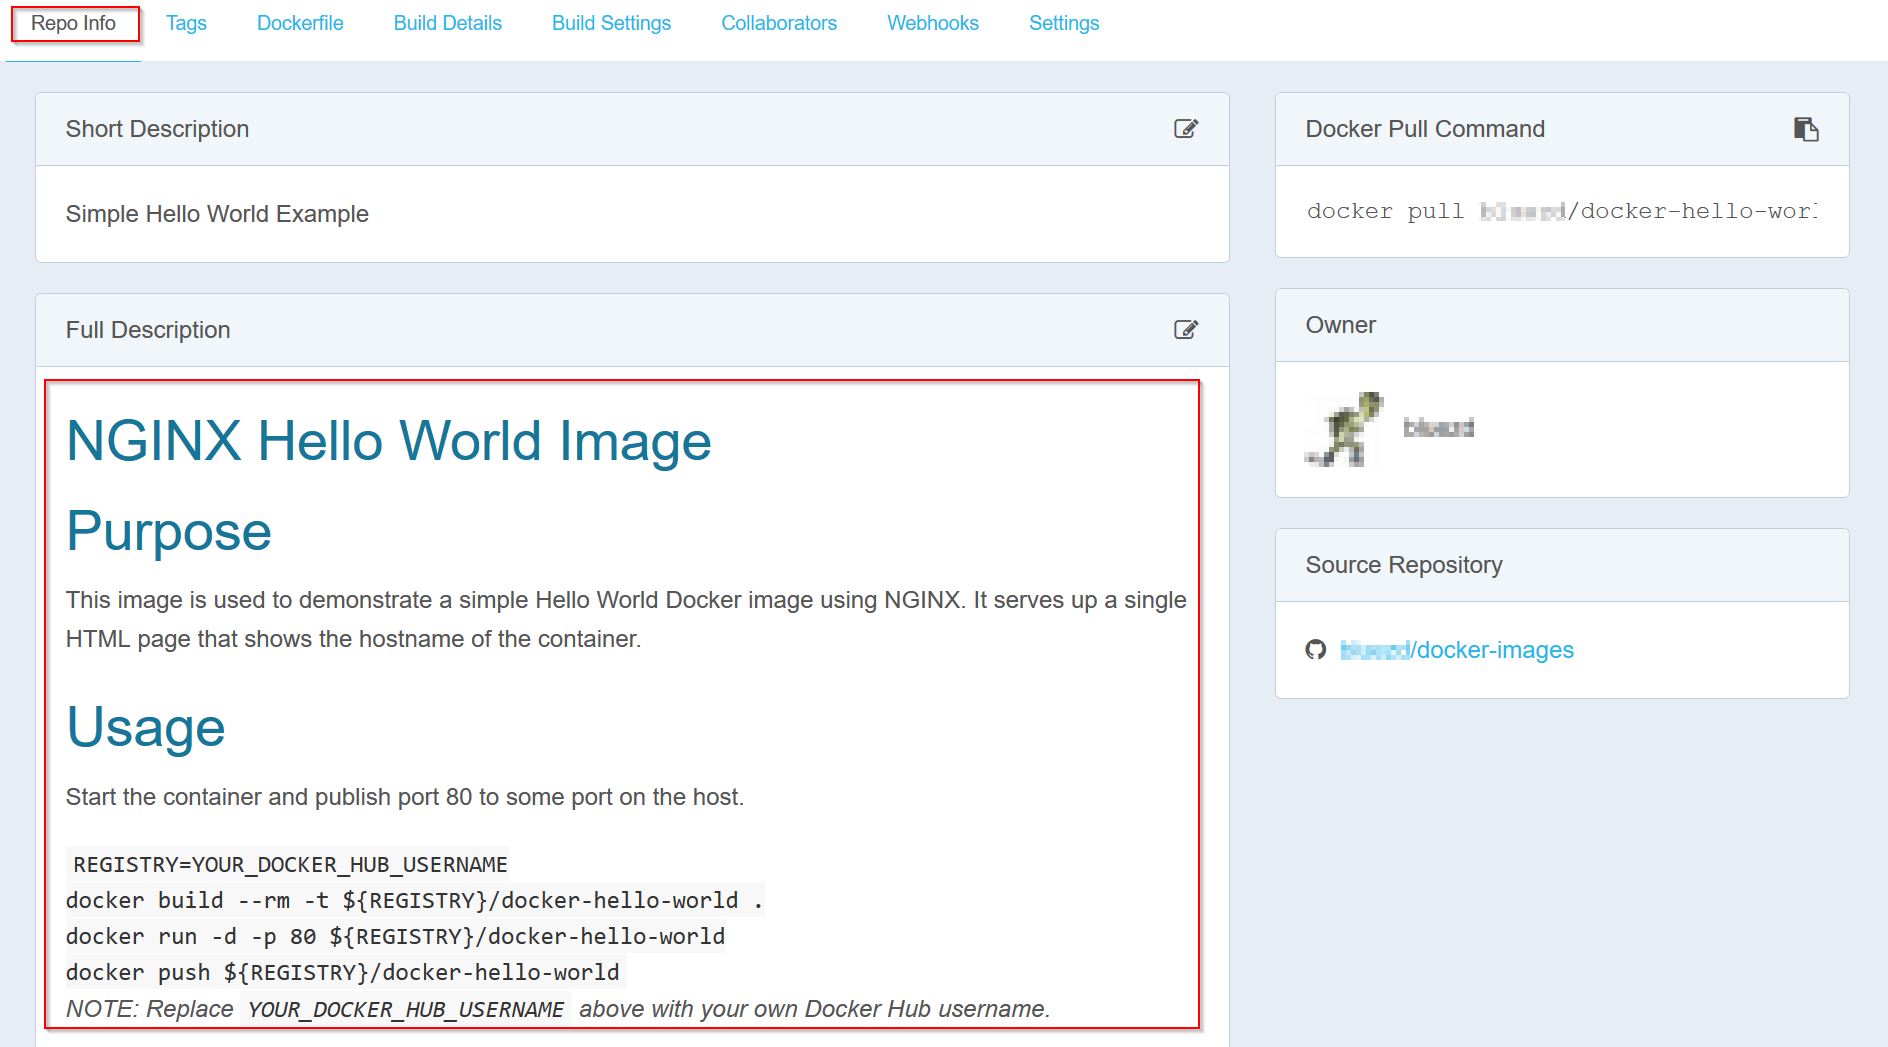 Repo Info Tags Dockerfile Build Details Build Settings Collaborators Webhooks Settings
Short Description
Simple Hello World Example
Full Description
NGINX Hello World Image
Purpose
This image is used to demonstrate a simple Hello World Docker image using NGINX. It serves up a single
HTML page that shows the hostname of the container.
Usage
Start the container and publish port 80 to some port on the host.
REGISTRY=YOUR_DOCKER_HUB_USERNAME
docker build --rm -t ${REGISTRY}/docker-hello-world .
docker run -d -p 80 ${REGISTRY}/docker-hello-world
docker push ${REGISTRY}/docker-hello-world
NOTE: Replace YOUR_DOCKER_HUB_USERNAME above with your own Docker Hub username.
Docker Pull Command
docker pull /docker-hello-worl
Owner
Source Repository
/docker-images